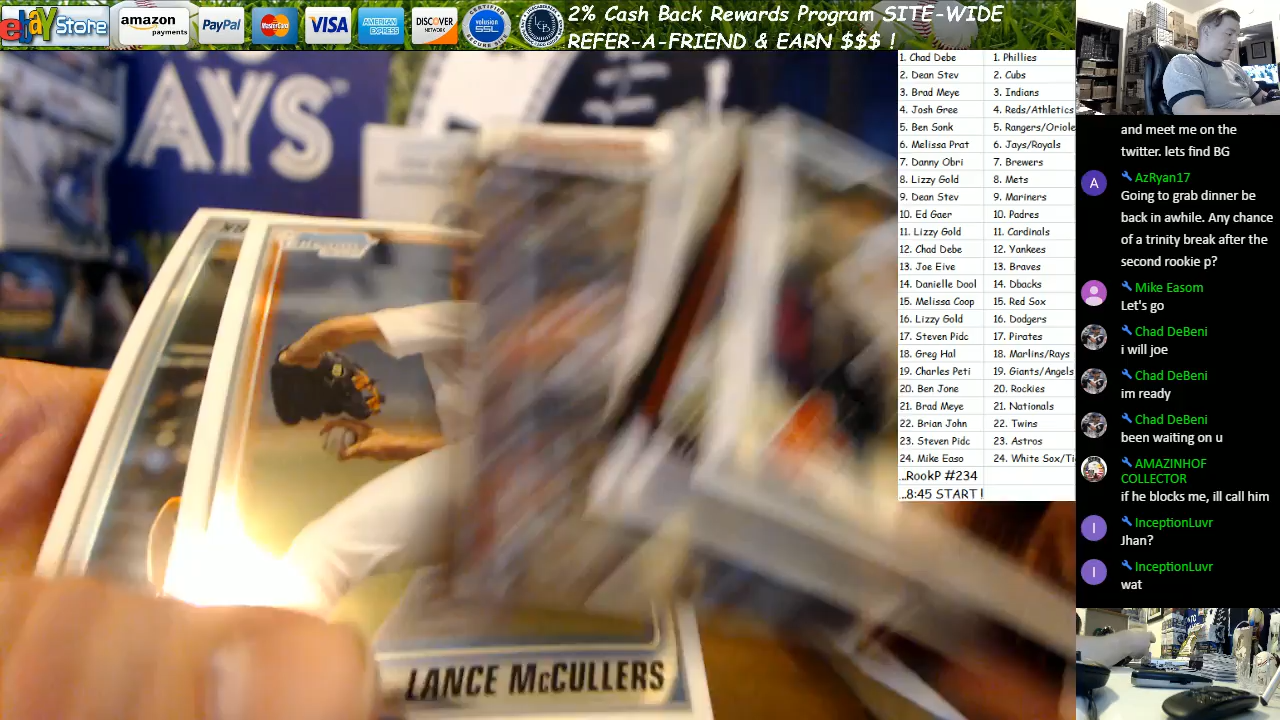 ebay Store
amazon payments
PayPal
MasterCard
VISA
AMERICAN EXPRESS
DISCOVER NETWORK
volusion SSL
2% Cash Back Rewards Program SITE-WIDE
REFER-A-FRIEND & EARN $$$ !
AYS
LANCE McCULLERS
1. Chad Debe 1. Phillies
2. Dean Stev 2. Cubs
3. Brad Meye 3. Indians
4. Josh Gree 4. Reds/Athletics
5. Ben Sonk 5. Rangers/Oriole
6. Melissa Prat 6. Jays/Royals
7. Danny Obri 7. Brewers
8. Lizzy Gold 8. Mets
9. Dean Stev 9. Mariners
10. Ed Gaer 10. Padres
11. Lizzy Gold 11. Cardinals
12. Chad Debe 12. Yankees
13. Joe Eive 13. Braves
14. Danielle Dool 14. Dbacks
15. Melissa Coop 15. Red Sox
16. Lizzy Gold 16. Dodgers
17. Steven Pidc 17. Pirates
18. Greg Hal 18. Marlins/Rays
19. Charles Peti 19. Giants/Angels
20. Ben Jone 20. Rockies
21. Brad Meye 21. Nationals
22. Brian John 22. Twins
23. Steven Pidc 23. Astros
24. Mike Easo 24. White Sox/Ti
...RookP #234
...8:45 START!
and meet me on the
twitter. lets find BG
A
AzRyan17
Going to grab dinner be
back in awhile. Any chance
of a trinity break after the
second rookie p?
Mike Easom
Let's go
Chad DeBeni
i will joe
Chad DeBeni
im ready
Chad DeBeni
been waiting on u
AMAZINHOF
COLLECTOR
if he blocks me, ill call him
I
InceptionLuvr
Jhan?
I
InceptionLuvr
wat